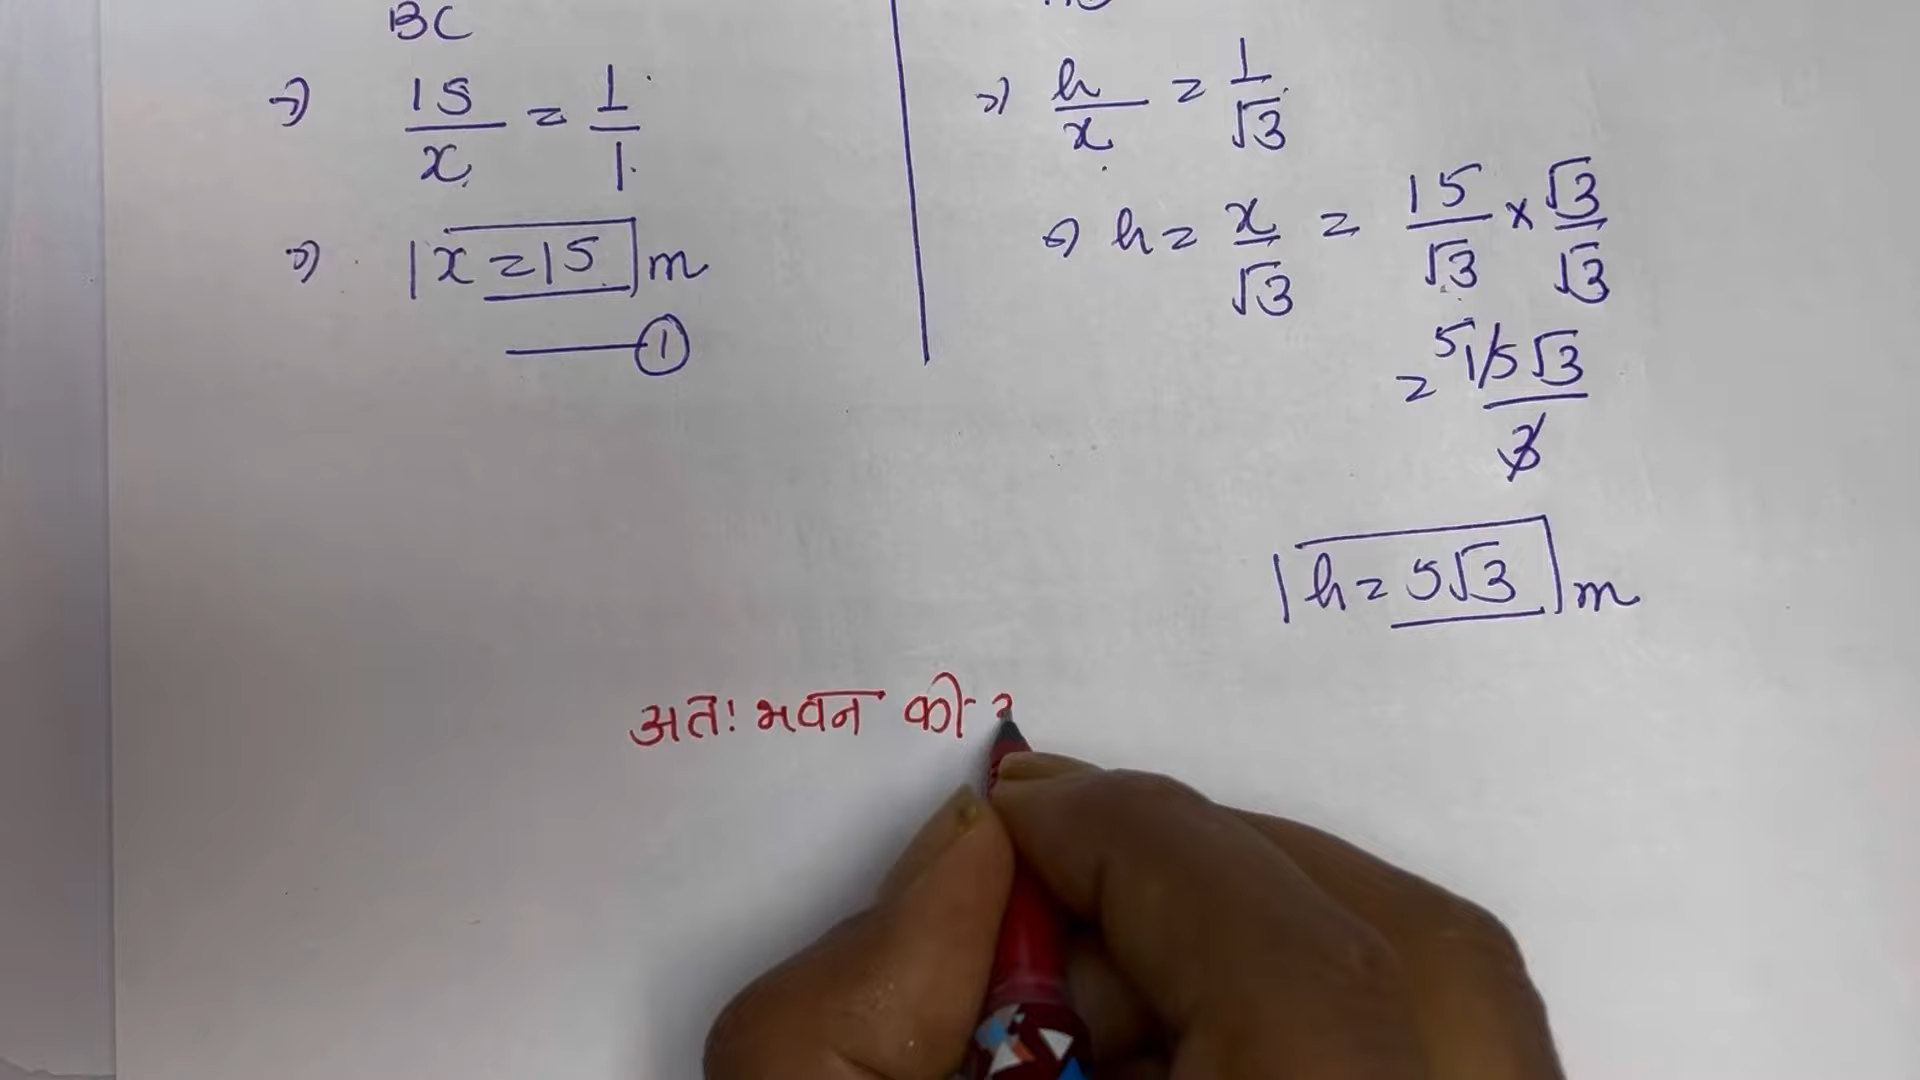 BC
⇒ 15/x = 1/1
⇒ x = 15 m
1
⇒ h/x = 1/√3
⇒ h = x/√3 = 15/√3 × √3/√3
= 5 15√3/3
h = 5√3 m
अतः भवन की